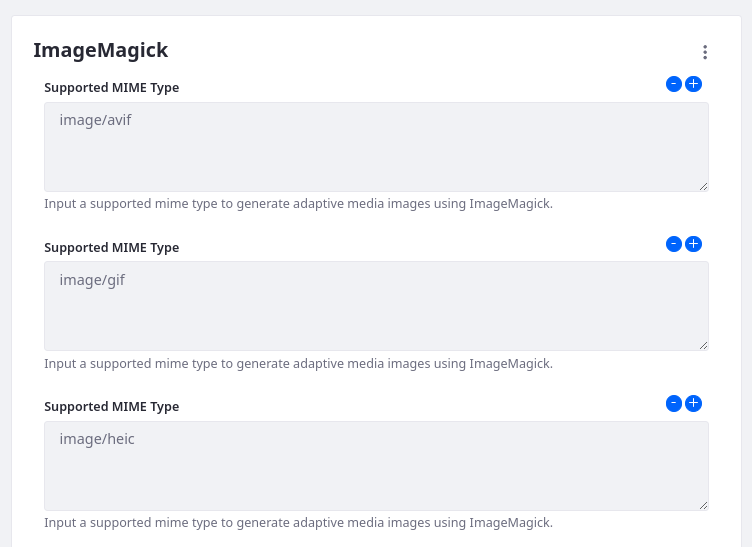 ImageMagick
Supported MIME Type
image/avif
Input a supported mime type to generate adaptive media images using ImageMagick.
Supported MIME Type
image/gif
Input a supported mime type to generate adaptive media images using ImageMagick.
Supported MIME Type
image/heic
Input a supported mime type to generate adaptive media images using ImageMagick.